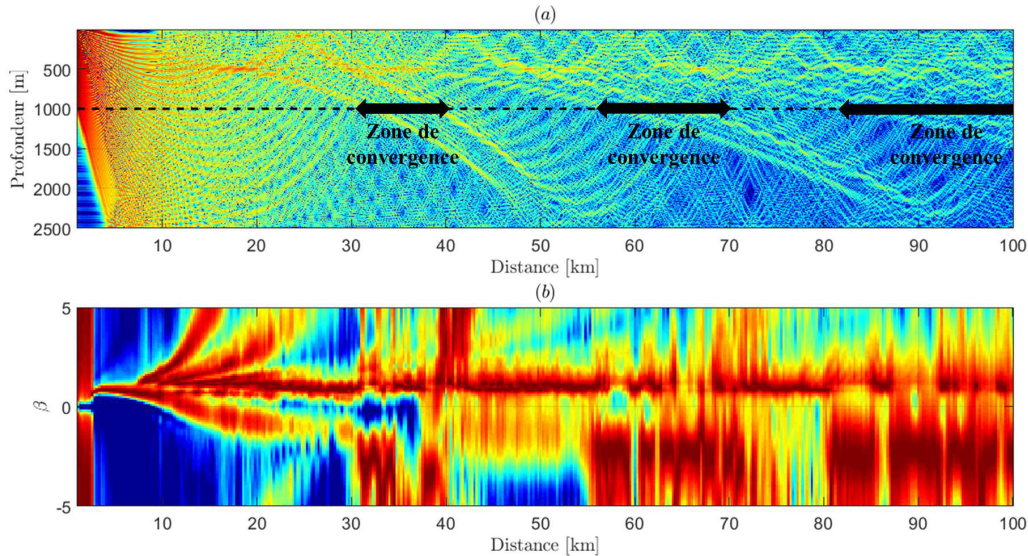 (a)
Profondeur [m]
500
1000
1500
2000
2500
Zone de
convergence
Zone de
convergence
Zone de
convergence
10 20 30 40 50 60 70 80 90 100
Distance [km]
(b)
β
5
0
-5
10 20 30 40 50 60 70 80 90 100
Distance [km]